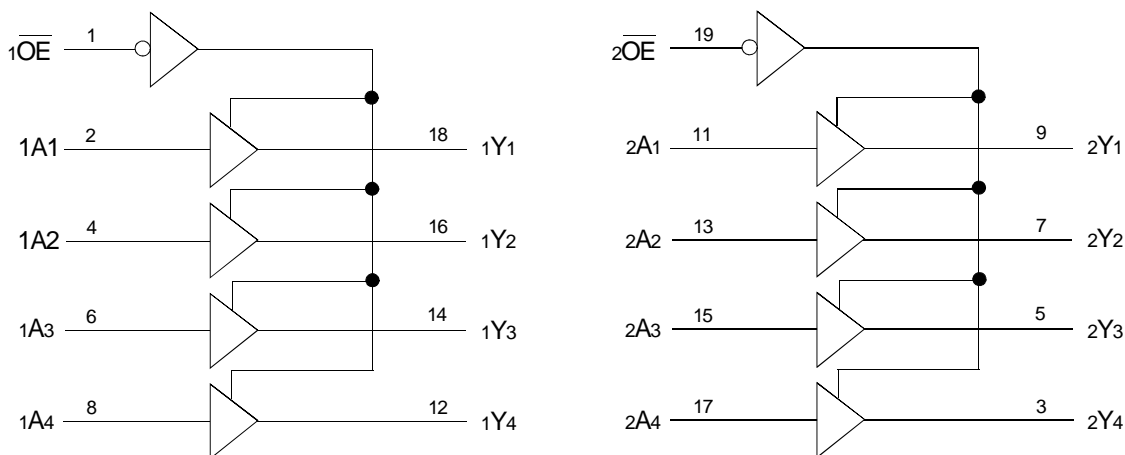 1OE 1
1A1 2 18 1Y1
1A2 4 16 1Y2
1A3 6 14 1Y3
1A4 8 12 1Y4
2OE 19
2A1 11 9 2Y1
2A2 13 7 2Y2
2A3 15 5 2Y3
2A4 17 3 2Y4